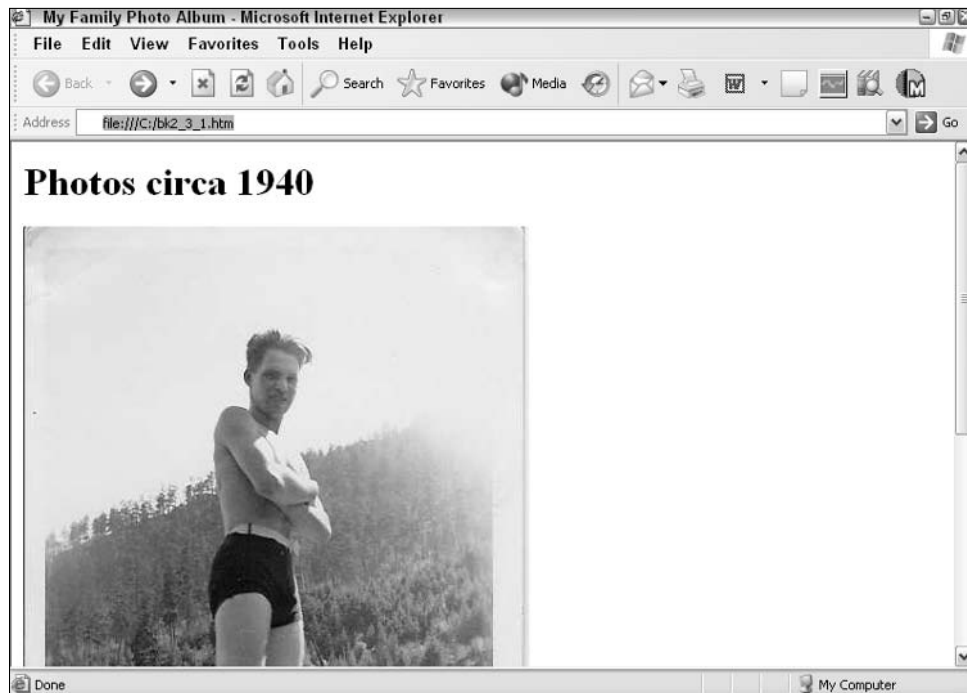 My Family Photo Album - Microsoft Internet Explorer
File Edit View Favorites Tools Help
Back Search Favorites Media W M
Address file:///C:/bk2_3_1.htm Go
Photos circa 1940
Done My Computer